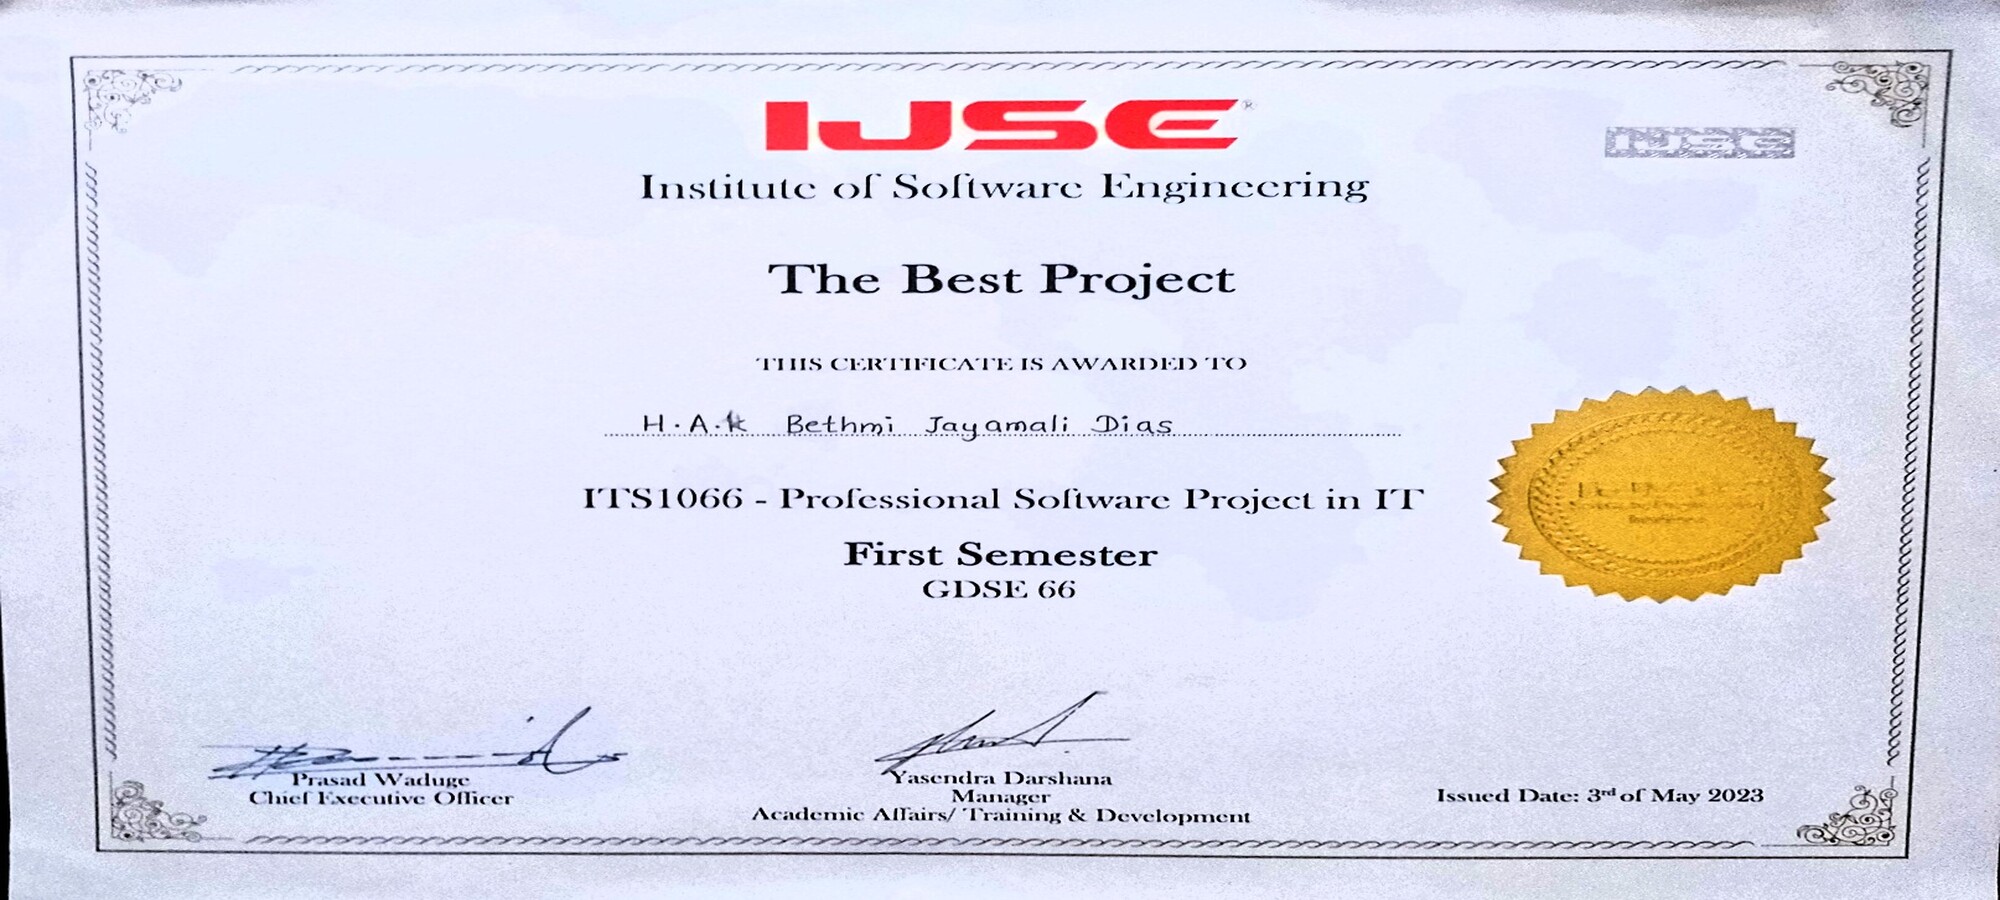 IJSE®
IJSE
Institute of Software Engineering
The Best Project
THIS CERTIFICATE IS AWARDED TO
H.A.K Bethmi Jayamali Dias
ITS1066 - Professional Software Project in IT
First Semester
GDSE 66
Prasad Waduge
Chief Executive Officer
Yasendra Darshana
Manager
Academic Affairs/ Training & Development
Issued Date: 3rd of May 2023